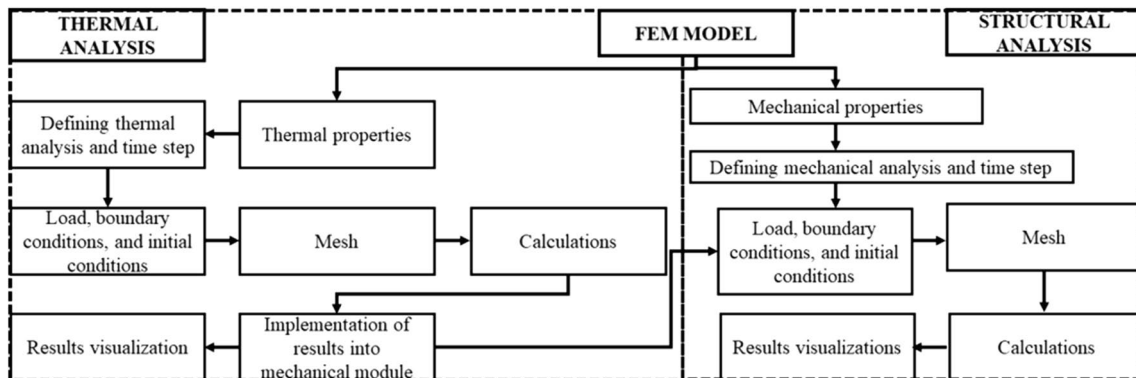 THERMAL
ANALYSIS
FEM MODEL
STRUCTURAL
ANALYSIS
Defining thermal
analysis and time step
Thermal properties
Mechanical properties
Defining mechanical analysis and time step
Load, boundary
conditions, and initial
conditions
Mesh
Calculations
Load, boundary
conditions, and initial
conditions
Mesh
Results visualization
Implementation of
results into
mechanical module
Results visualizations
Calculations